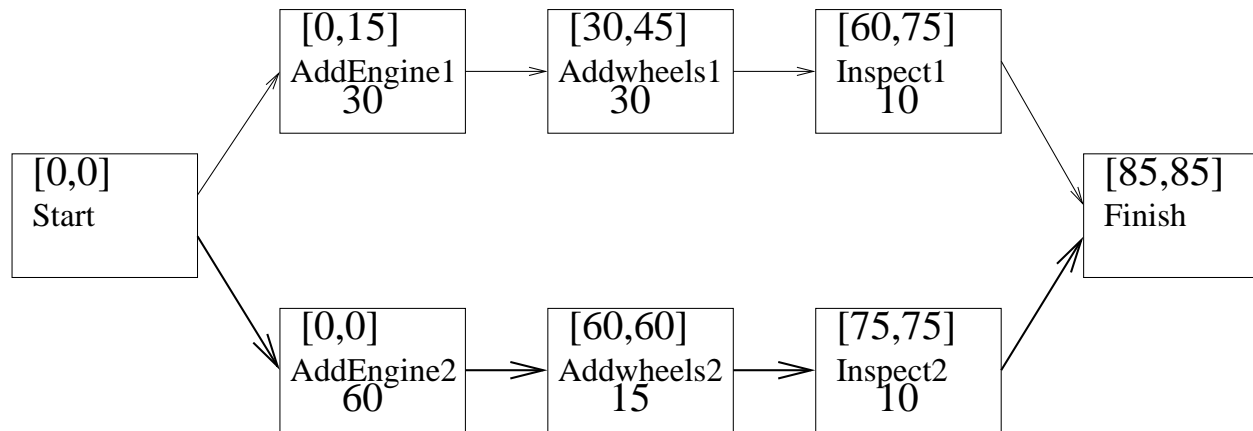 [0,15]
AddEngine1
30
[30,45]
Addwheels1
30
[60,75]
Inspect1
10
[0,0]
Start
[85,85]
Finish
[0,0]
AddEngine2
60
[60,60]
Addwheels2
15
[75,75]
Inspect2
10